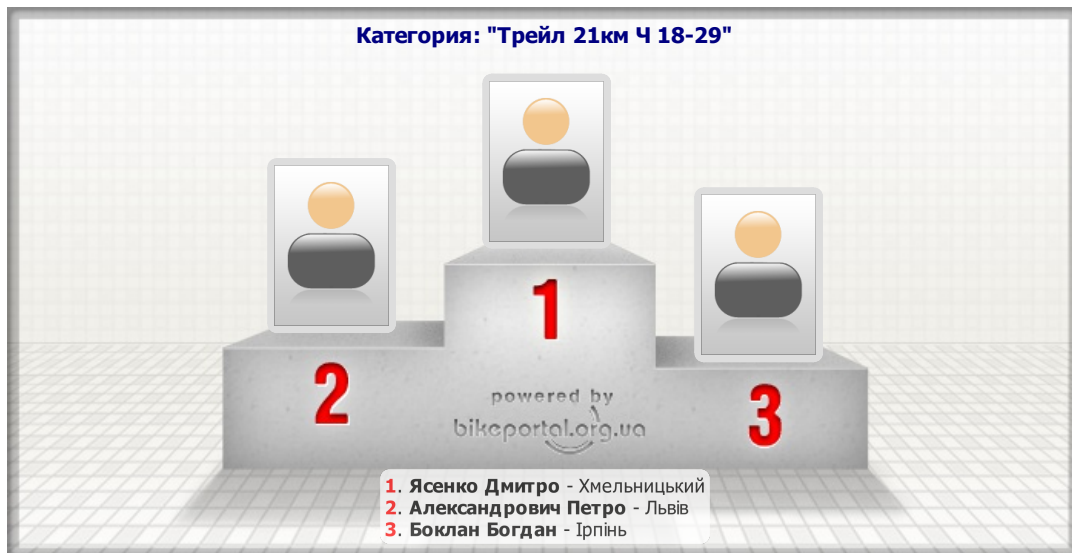 Категория: "Трейл 21км Ч 18-29"
1
2
3
powered by
bikeportal.org.ua
1. Ясенко Дмитро - Хмельницький
2. Александрович Петро - Львів
3. Боклан Богдан - Ірпінь